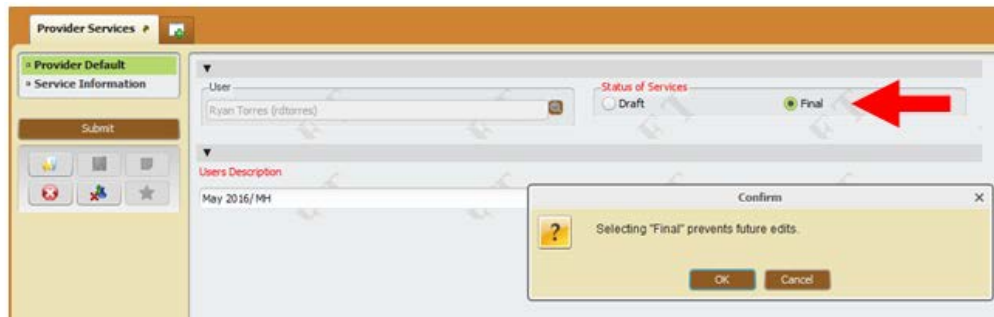 Provider Services
Provider Default
Service Information
Submit
User
Ryan Torres (rdtorres)
Status of Services
Draft
Final
Users Description
May 2016/MH
Confirm
Selecting "Final" prevents future edits.
OK
Cancel